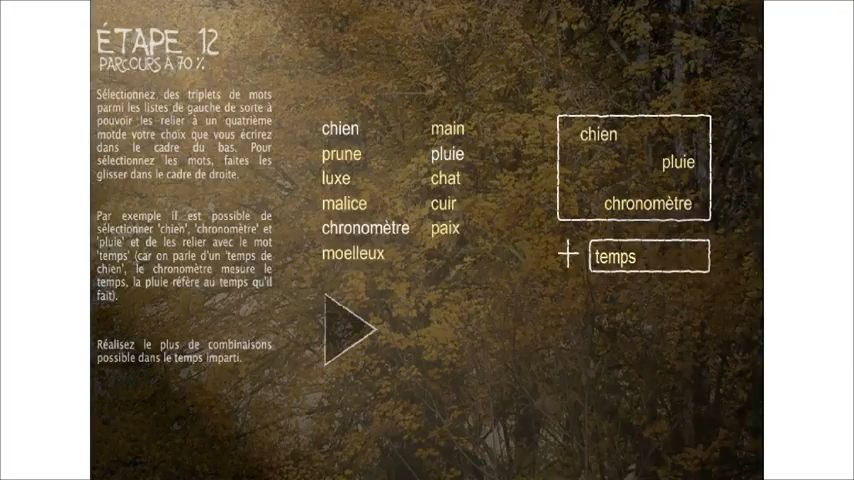 ÉTAPE 12
PARCOURS À 70 %
Sélectionnez des triplets de mots
parmi les listes de gauche de sorte à
pouvoir les relier à un quatrième
motde votre choix que vous écrirez
dans le cadre du bas. Pour
sélectionnez les mots, faites les
glisser dans le cadre de droite.
Par exemple il est possible de
sélectionner 'chien', 'chronomètre' et
'pluie' et de les relier avec le mot
'temps' (car on parle d'un 'temps de
chien', le chronomètre mesure le
temps, la pluie réfère au temps qu'il
fait).
Réalisez le plus de combinaisons
possible dans le temps imparti.
chien
prune
luxe
malice
chronomètre
moelleux
main
pluie
chat
cuir
paix
chien
pluie
chronomètre
+ temps